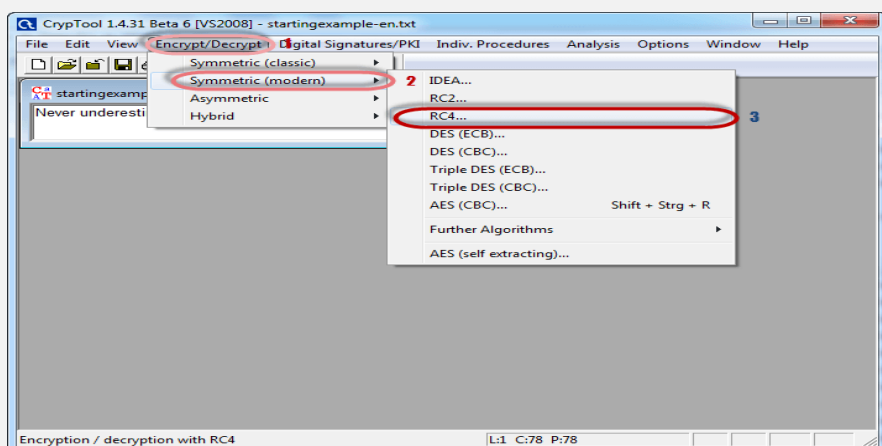 CrypTool 1.4.31 Beta 6 [VS2008] - startingexample-en.txt
File Edit View Encrypt/Decrypt 1 Digital Signatures/PKI Indiv. Procedures Analysis Options Window Help
Symmetric (classic)
startingexamp Symmetric (modern) 2 IDEA...
Asymmetric RC2...
Never underesti Hybrid RC4... 3
DES (ECB)...
DES (CBC)...
Triple DES (ECB)...
Triple DES (CBC)...
AES (CBC)... Shift + Strg + R
Further Algorithms
AES (self extracting)...
Encryption / decryption with RC4 L:1 C:78 P:78